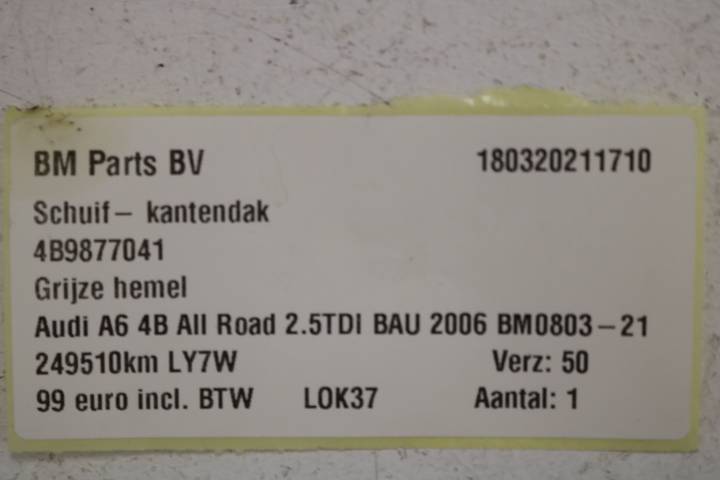 BM Parts BV 180320211710
Schuif- kantendak
4B9877041
Grijze hemel
Audi A6 4B All Road 2.5TDI BAU 2006 BM0803-21
249510km LY7W Verz: 50
99 euro incl. BTW LOK37 Aantal: 1